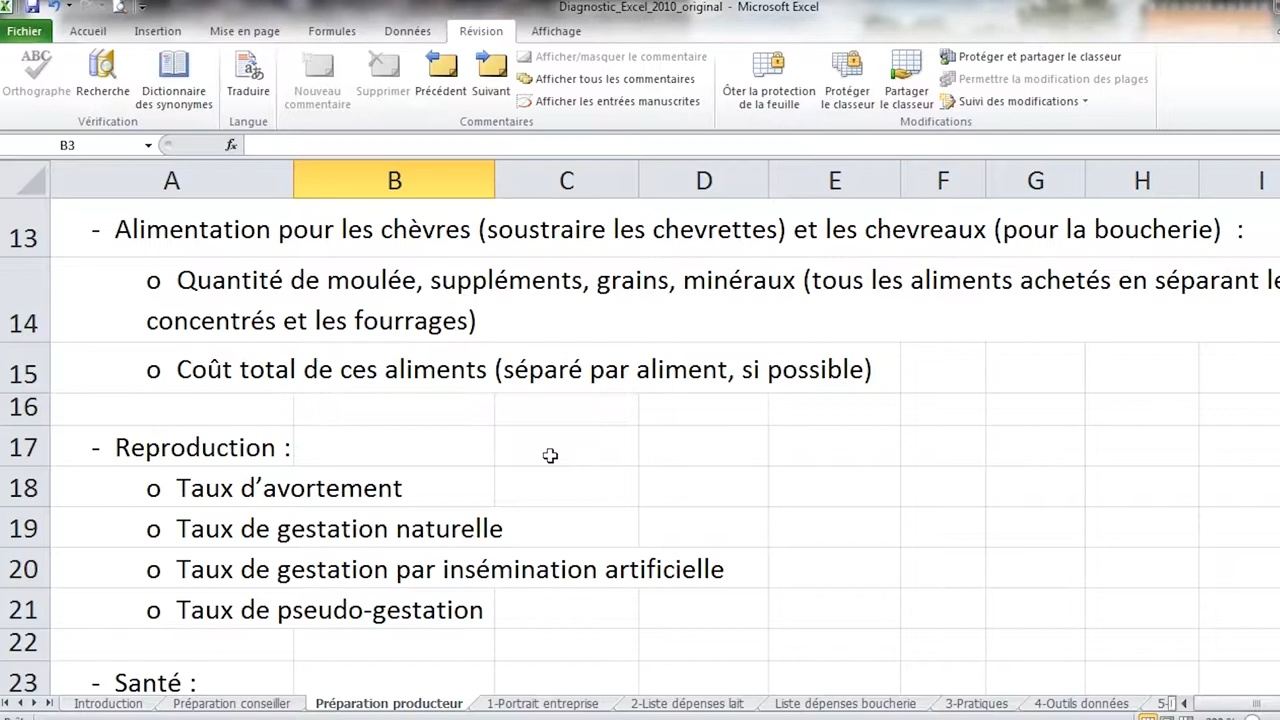 Diagnostic_Excel_2010_original - Microsoft Excel
Fichier Accueil Insertion Mise en page Formules Données Révision Affichage
ABC
Orthographe Recherche Dictionnaire des synonymes Traduire Nouveau commentaire Supprimer Précédent Suivant
Afficher/masquer le commentaire
Afficher tous les commentaires
Afficher les entrées manuscrites
Ôter la protection de la feuille Protéger le classeur Partager le classeur
Protéger et partager le classeur
Permettre la modification des plages
Suivi des modifications
Vérification Langue Commentaires Modifications
B3 fx
A B C D E F G H I
13 - Alimentation pour les chèvres (soustraire les chevrettes) et les chevreaux (pour la boucherie) :
14 o Quantité de moulée, suppléments, grains, minéraux (tous les aliments achetés en séparant
concentrés et les fourrages)
15 o Coût total de ces aliments (séparé par aliment, si possible)
16
17 - Reproduction :
18 o Taux d’avortement
19 o Taux de gestation naturelle
20 o Taux de gestation par insémination artificielle
21 o Taux de pseudo-gestation
22
23 - Santé :
Introduction Préparation conseiller Préparation producteur 1-Portrait entreprise 2-Liste dépenses lait Liste dépenses boucherie 3-Pratiques 4-Outils données 5-